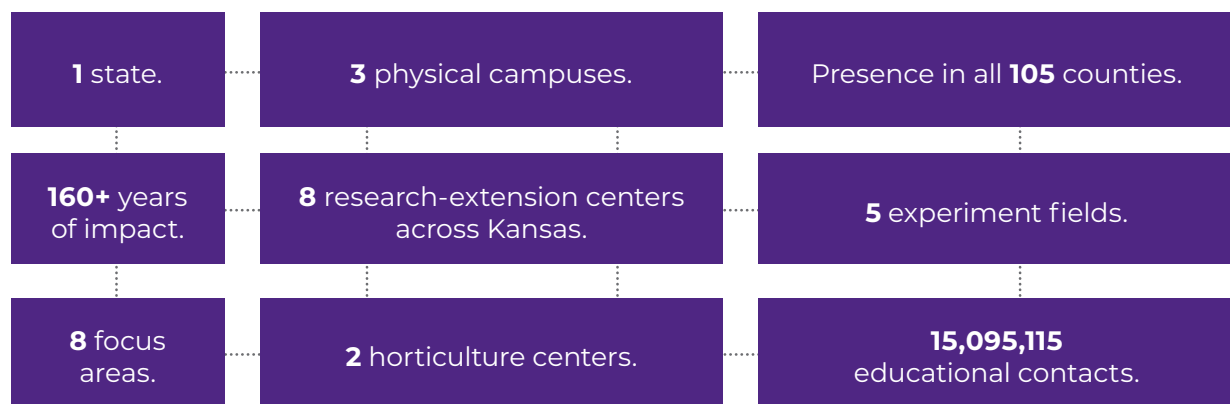 1 state.
3 physical campuses.
Presence in all 105 counties.
160+ years
of impact.
8 research-extension centers
across Kansas.
5 experiment fields.
8 focus
areas.
2 horticulture centers.
15,095,115
educational contacts.